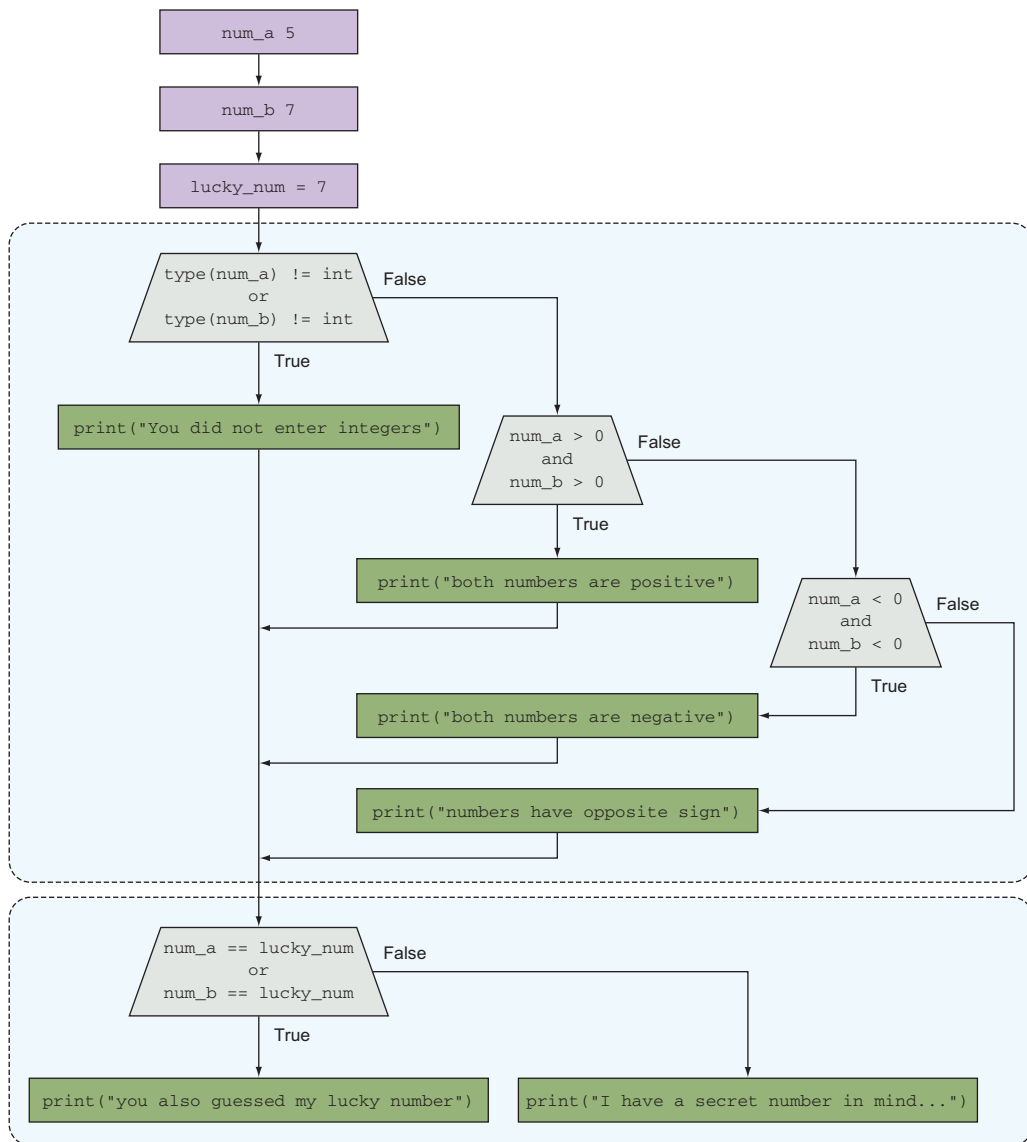 num_a 5
num_b 7
lucky_num = 7
type(num_a) != int
or
type(num_b) != int
False
True
print("You did not enter integers")
num_a > 0
and
num_b > 0
False
True
print("both numbers are positive")
num_a < 0
and
num_b < 0
False
True
print("both numbers are negative")
print("numbers have opposite sign")
num_a == lucky_num
or
num_b == lucky_num
False
True
print("you also guessed my lucky number")
print("I have a secret number in mind...")